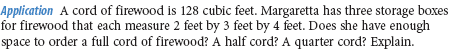 Application A cord of firewood is 128 cubic feet. Margaretta has three storage boxes
for firewood that each measure 2 feet by 3 feet by 4 feet. Does she have enough
space to order a full cord of firewood? A half cord? A quarter cord? Explain.